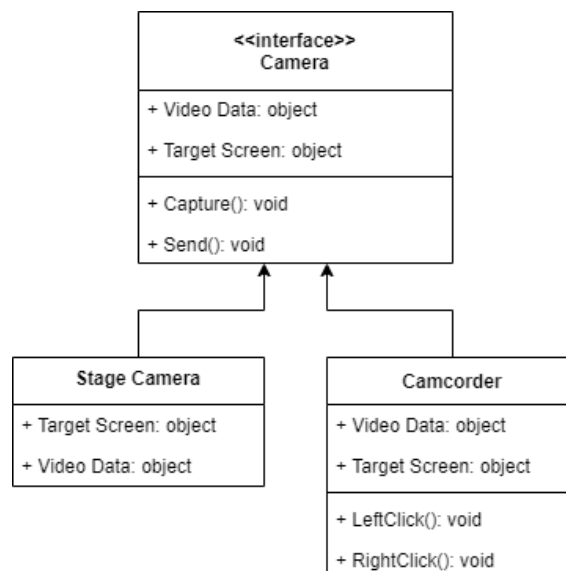 <<interface>>
Camera
+ Video Data: object
+ Target Screen: object
+ Capture(): void
+ Send(): void
Stage Camera
+ Target Screen: object
+ Video Data: object
Camcorder
+ Video Data: object
+ Target Screen: object
+ LeftClick(): void
+ RightClick(): void